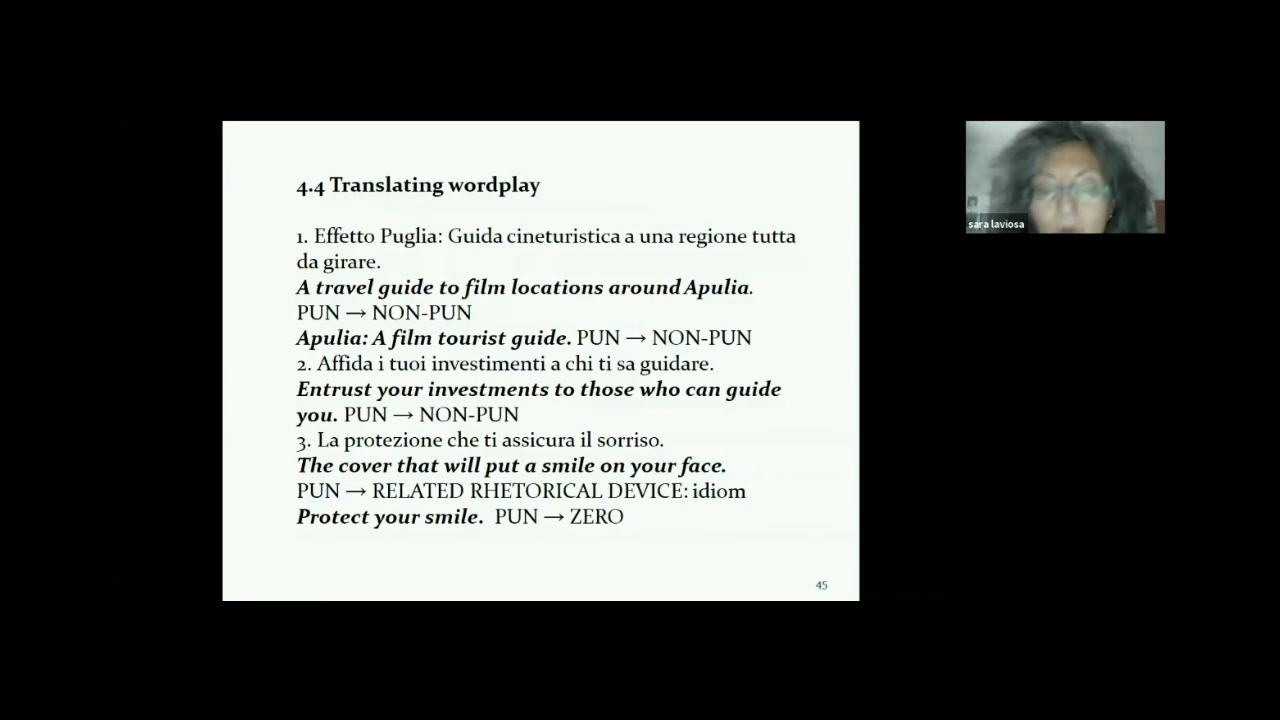 4.4 Translating wordplay
1. Effetto Puglia: Guida cineturistica a una regione tutta
da girare.
A travel guide to film locations around Apulia.
PUN → NON-PUN
Apulia: A film tourist guide. PUN → NON-PUN
2. Affida i tuoi investimenti a chi ti sa guidare.
Entrust your investments to those who can guide
you. PUN → NON-PUN
3. La protezione che ti assicura il sorriso.
The cover that will put a smile on your face.
PUN → RELATED RHETORICAL DEVICE: idiom
Protect your smile. PUN → ZERO
45
sara laviosa